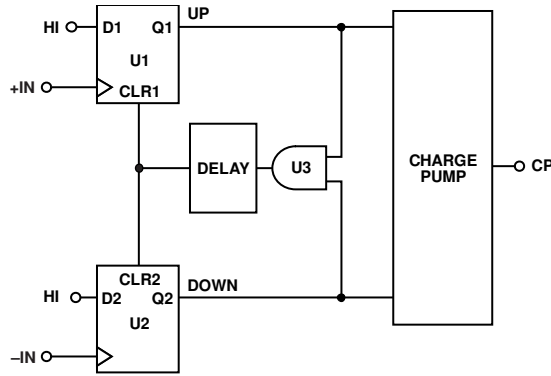 UP
HI D1 Q1
U1
+IN
CLR1
DELAY U3 CHARGE
PUMP CP
CLR2
DOWN
HI D2 Q2
U2
–IN